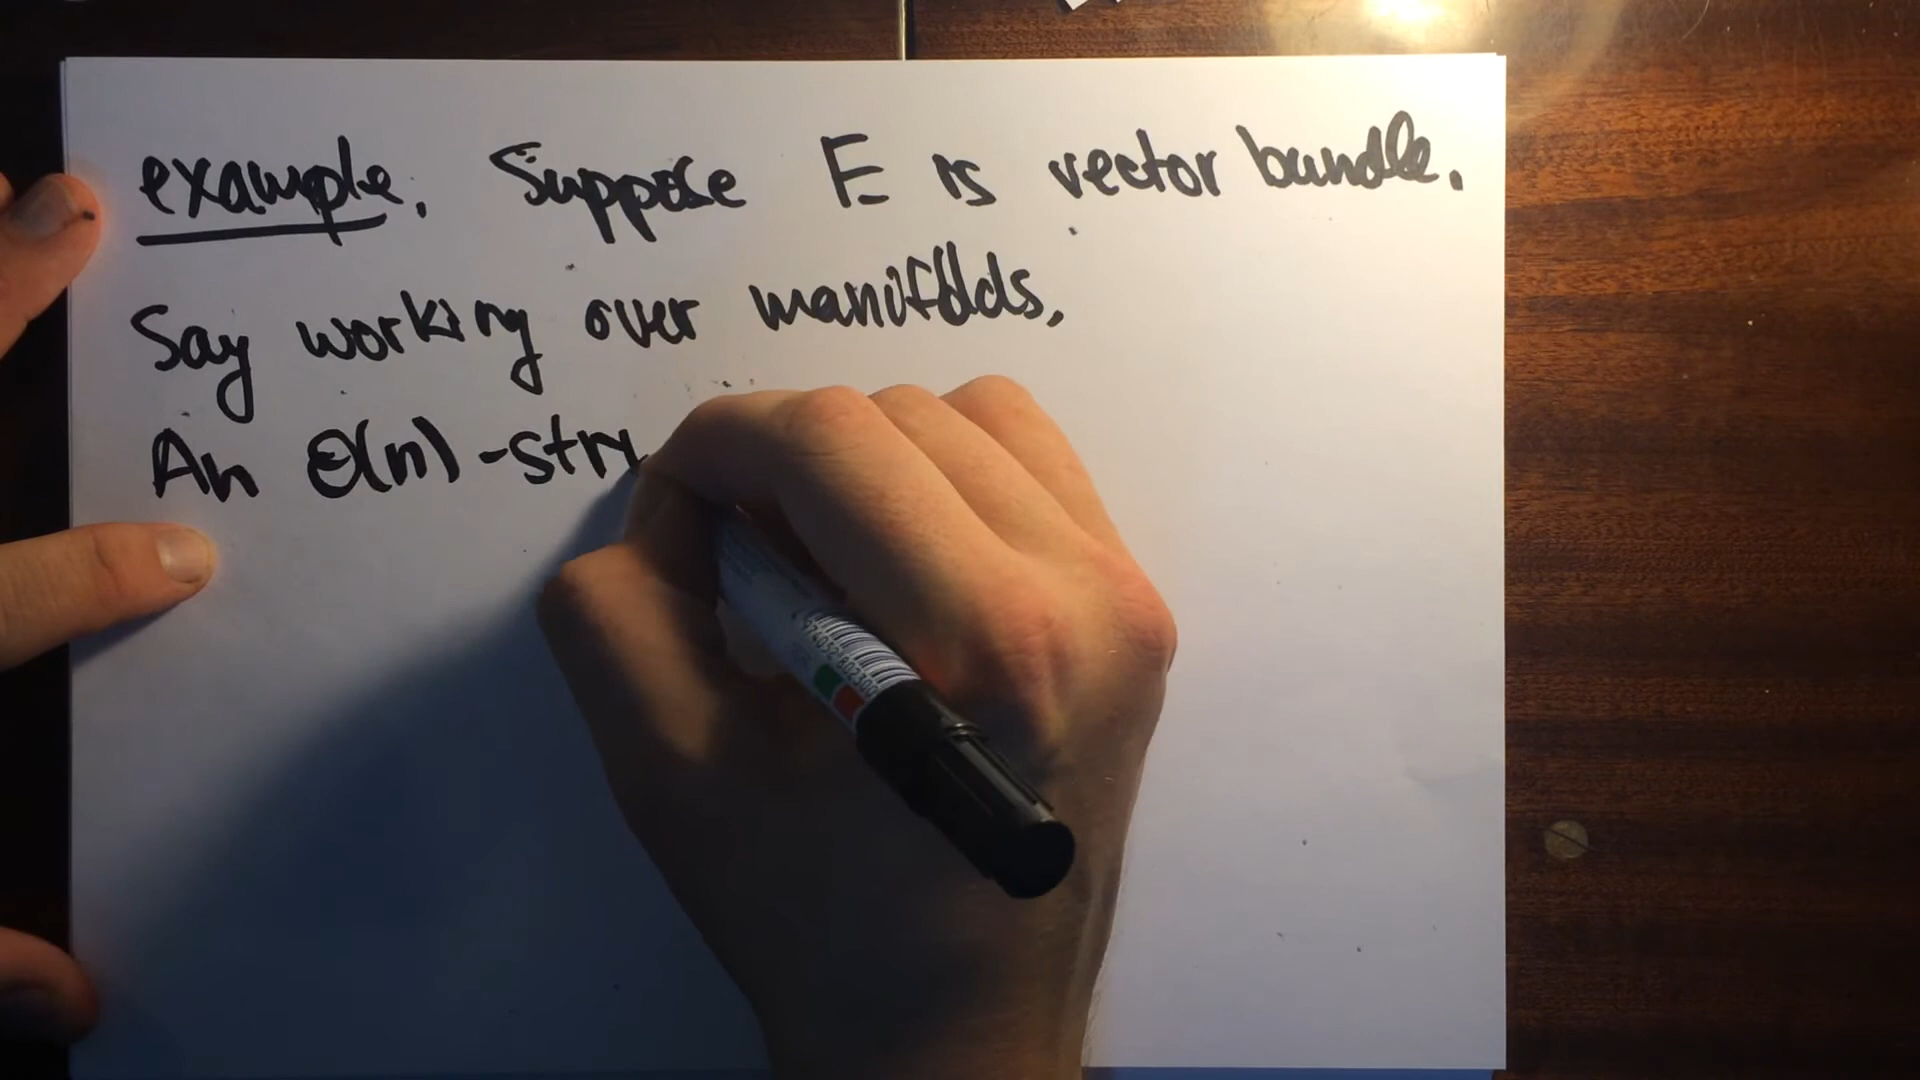 example. Suppose E is vector bundle.
Say working over manifolds,
An O(n)-stru